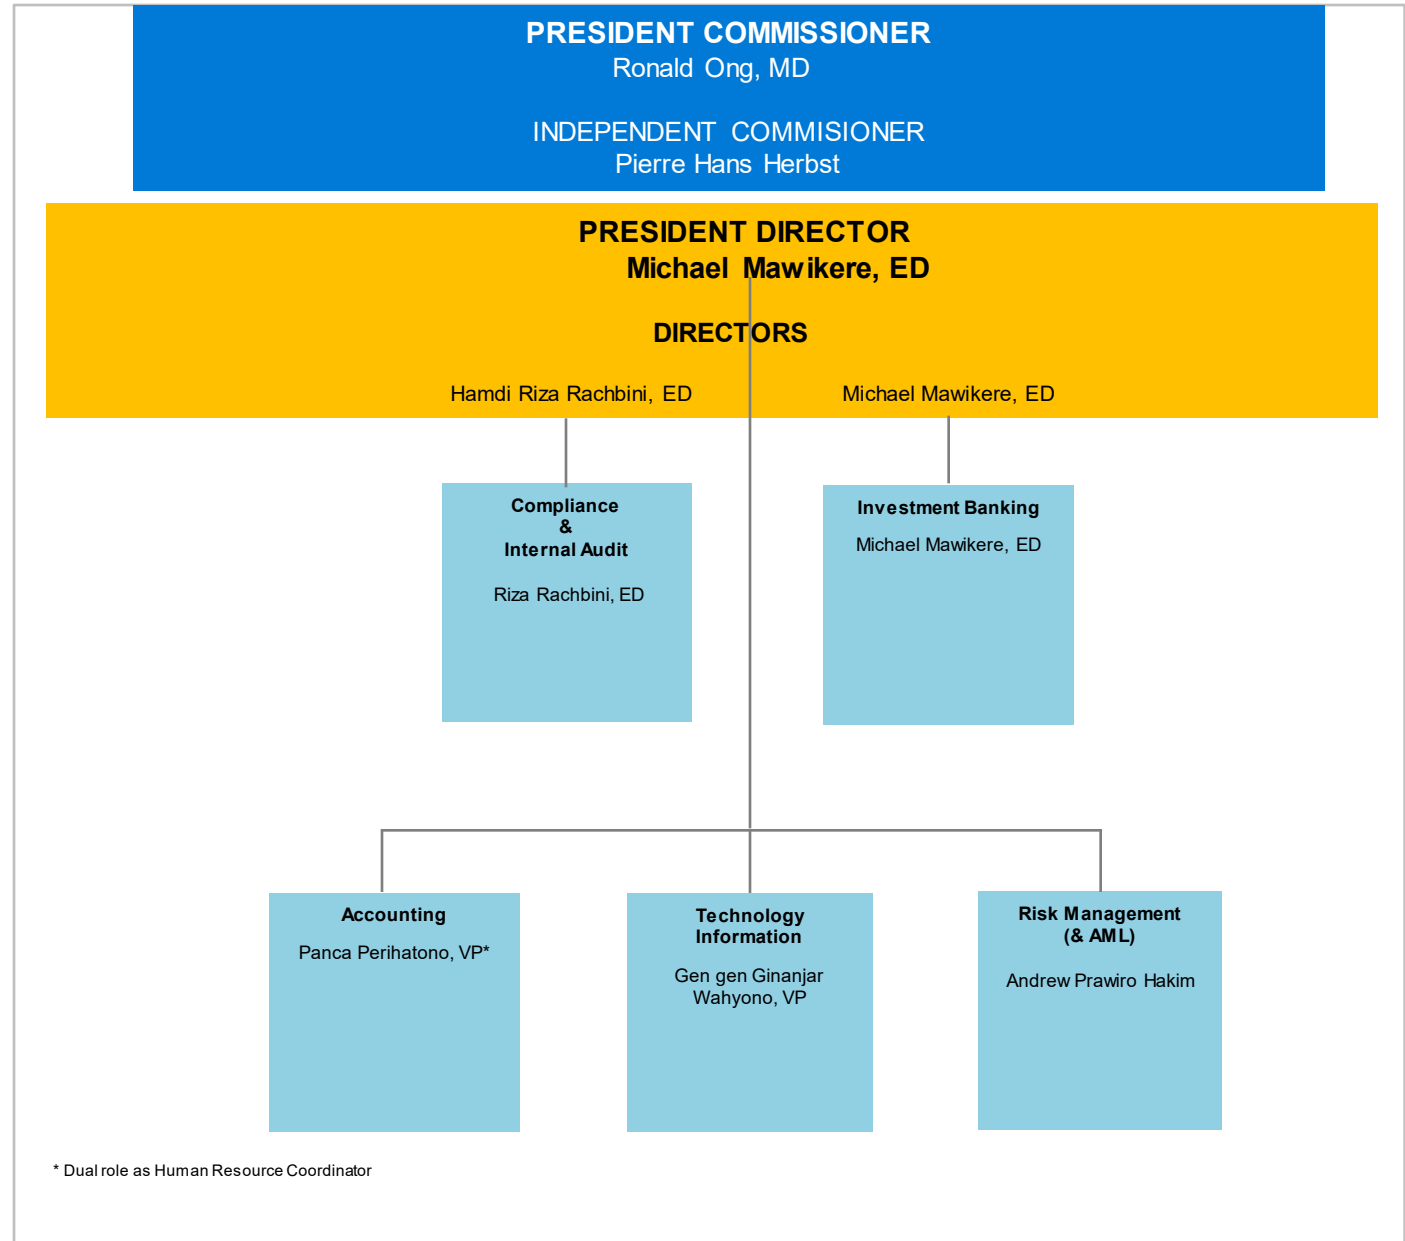 PRESIDENT COMMISSIONER
Ronald Ong, MD
INDEPENDENT COMMISIONER
Pierre Hans Herbst
PRESIDENT DIRECTOR
Michael Mawikere, ED
DIRECTORS
Hamdi Riza Rachbini, ED
Michael Mawikere, ED
Compliance
&
Internal Audit
Riza Rachbini, ED
Investment Banking
Michael Mawikere, ED
Accounting
Panca Perihatono, VP*
Technology
Information
Gen gen Ginanjar
Wahyono, VP
Risk Management
(& AML)
Andrew Prawiro Hakim
* Dual role as Human Resource Coordinator